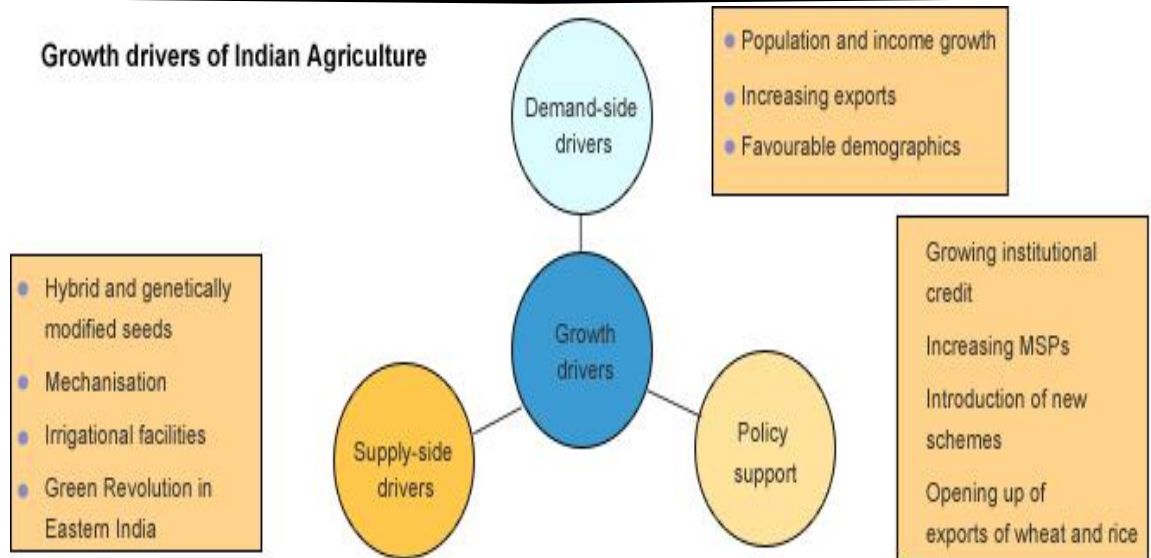 Growth drivers of Indian Agriculture
Demand-side
drivers
Population and income growth
Increasing exports
Favourable demographics
Growth
drivers
Hybrid and genetically
modified seeds
Mechanisation
Irrigational facilities
Green Revolution in
Eastern India
Supply-side
drivers
Policy
support
Growing institutional
credit
Increasing MSPs
Introduction of new
schemes
Opening up of
exports of wheat and rice